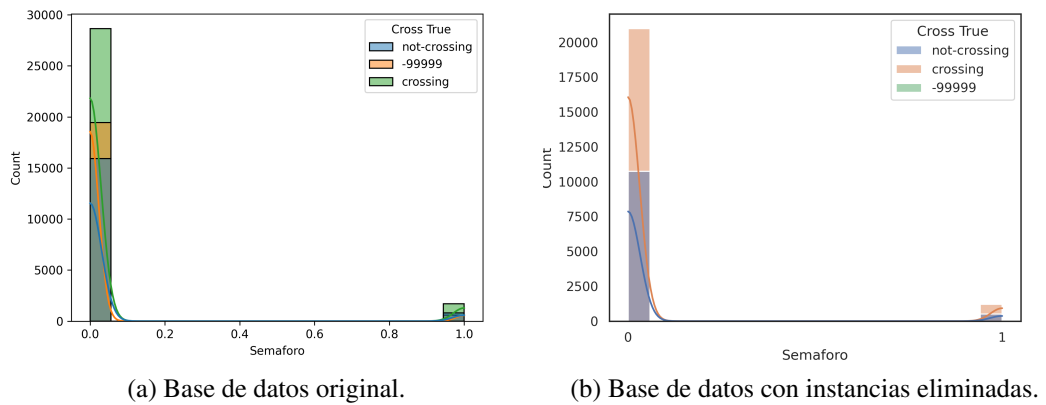 30000
25000
20000
15000
10000
5000
0
Count
0.0 0.2 0.4 0.6 0.8 1.0
Semaforo
Cross True
not-crossing
-99999
crossing
(a) Base de datos original.
20000
17500
15000
12500
10000
7500
5000
2500
0
Count
0 1
Semaforo
Cross True
not-crossing
crossing
-99999
(b) Base de datos con instancias eliminadas.